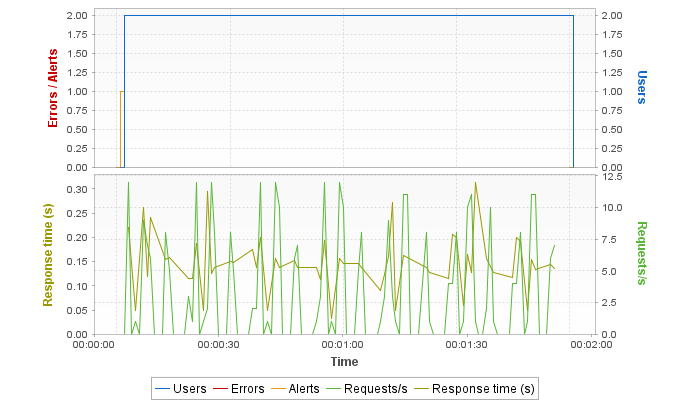 2.00 2.00
1.75 1.75
1.50 1.50
1.25 1.25
1.00 1.00
0.75 0.75
0.50 0.50
0.25 0.25
0.00 0.00
Errors / Alerts
Users
0.30 12.5
0.25 10.0
0.20 7.5
0.15 5.0
0.10 2.5
0.05 0.0
0.00
Response time (s)
Requests/s
00:00:00 00:00:30 00:01:00 00:01:30 00:02:00
Time
Users Errors Alerts Requests/s Response time (s)